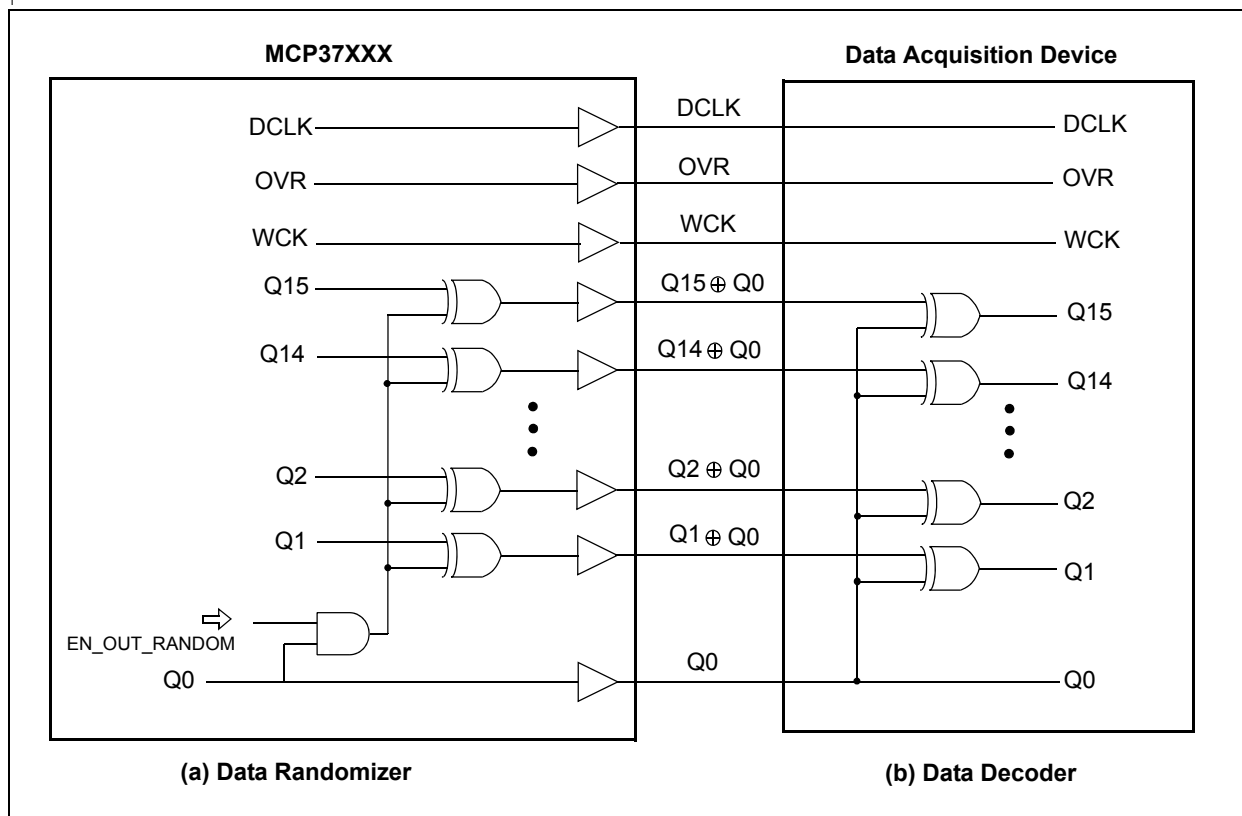 MCP37XXX Data Acquisition Device
DCLK DCLK DCLK
OVR OVR OVR
WCK WCK WCK
Q15 Q15 ⊕ Q0 Q15
Q14 Q14 ⊕ Q0 Q14
Q2 Q2 ⊕ Q0 Q2
Q1 Q1 ⊕ Q0 Q1
EN_OUT_RANDOM
Q0 Q0 Q0
(a) Data Randomizer (b) Data Decoder